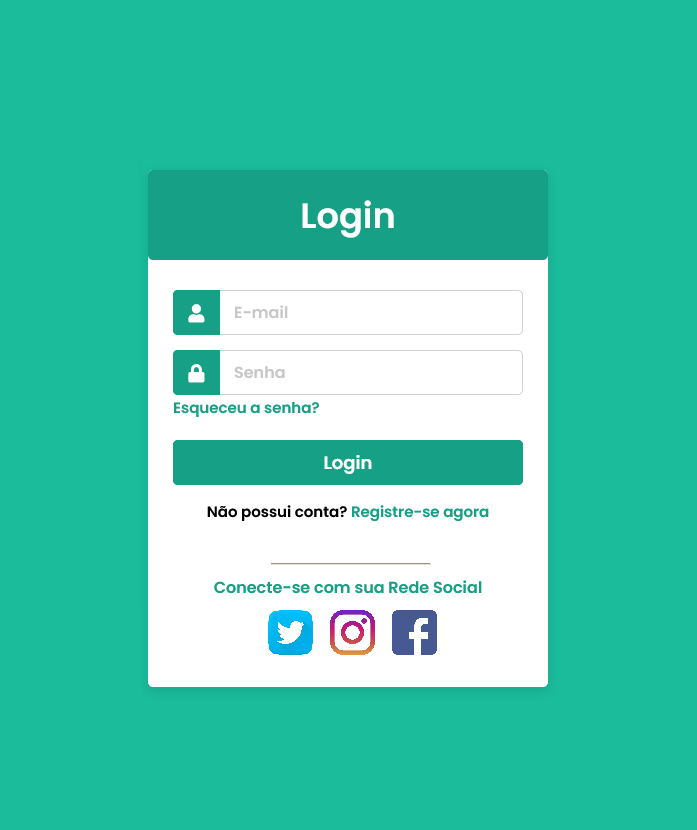 Login
E-mail
Senha
Esqueceu a senha?
Login
Não possui conta? Registre-se agora
Conecte-se com sua Rede Social